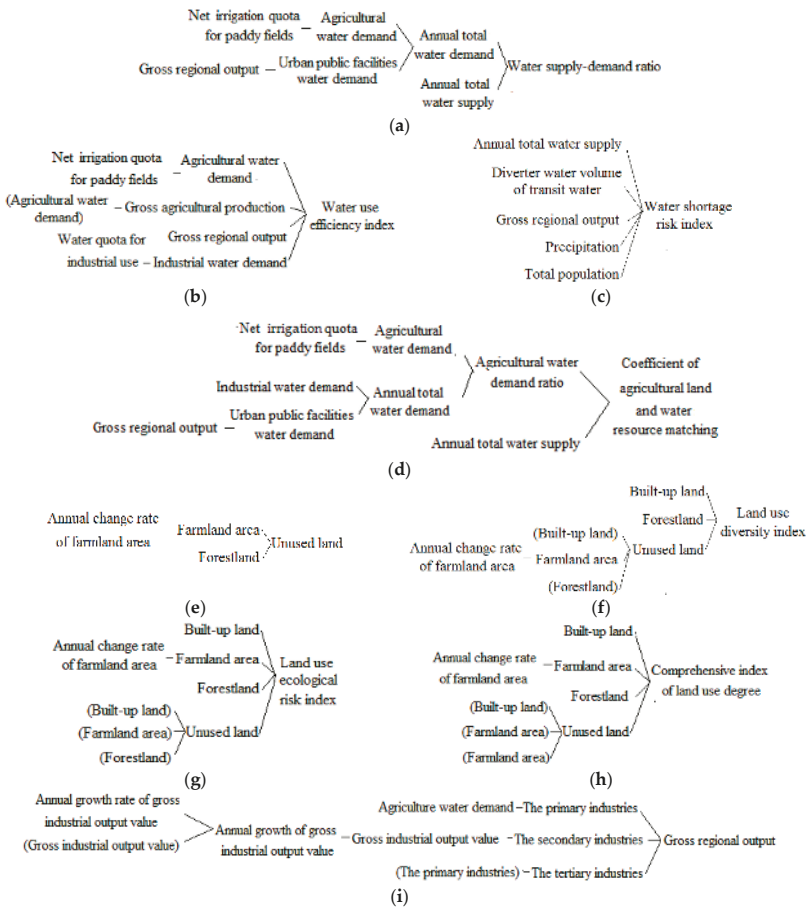 Net irrigation quota
for paddy fields
Agricultural
water demand
Annual total
water demand
Gross regional output
Urban public facilities
water demand
Water supply-demand ratio
Annual total
water supply
(a)
Net irrigation quota
for paddy fields
Agricultural water
demand
(Agricultural water
demand)
Gross agricultural production
Water use
efficiency index
Gross regional output
Water quota for
industrial use
Industrial water demand
(b)
Annual total water supply
Diverter water volume
of transit water
Gross regional output
Water shortage
risk index
Precipitation
Total population
(c)
Net irrigation quota
for paddy fields
Agricultural
water demand
Agricultural water
demand ratio
Industrial water demand
Annual total
water demand
Gross regional output
Urban public facilities
water demand
Annual total water supply
Coefficient of
agricultural land
and water
resource matching
(d)
Annual change rate
of farmland area
Farmland area
Forestland
Unused land
(e)
Built-up land
Forestland
Land use
diversity index
(Built-up land)
Annual change rate
of farmland area
Farmland area
Unused land
(Forestland)
(f)
Built-up land
Annual change rate
of farmland area
Farmland area
Land use
ecological
risk index
Forestland
(Built-up land)
(Farmland area)
Unused land
(Forestland)
(g)
Built-up land
Annual change rate
of farmland area
Farmland area
Comprehensive index
of land use degree
Forestland
(Built-up land)
(Farmland area)
Unused land
(Farmland area)
(h)
Annual growth rate of gross
industrial output value
(Gross industrial output value)
Annual growth of gross
industrial output value
Agriculture water demand
The primary industries
Gross industrial output value
The secondary industries
Gross regional output
(The primary industries)
The tertiary industries
(i)